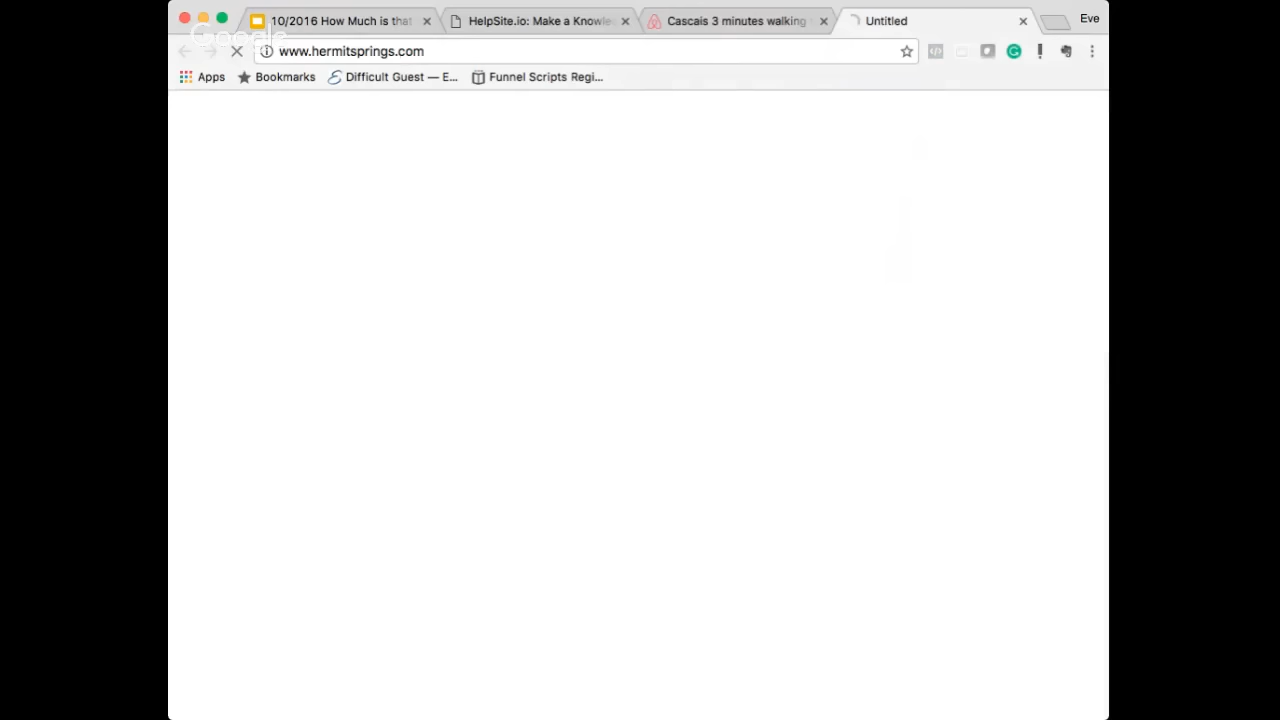 10/2016 How Much is that
HelpSite.io: Make a Knowle
Cascais 3 minutes walking
Untitled
Eve
Google
www.hermitsprings.com
Apps
Bookmarks
Difficult Guest — E...
Funnel Scripts Regi...